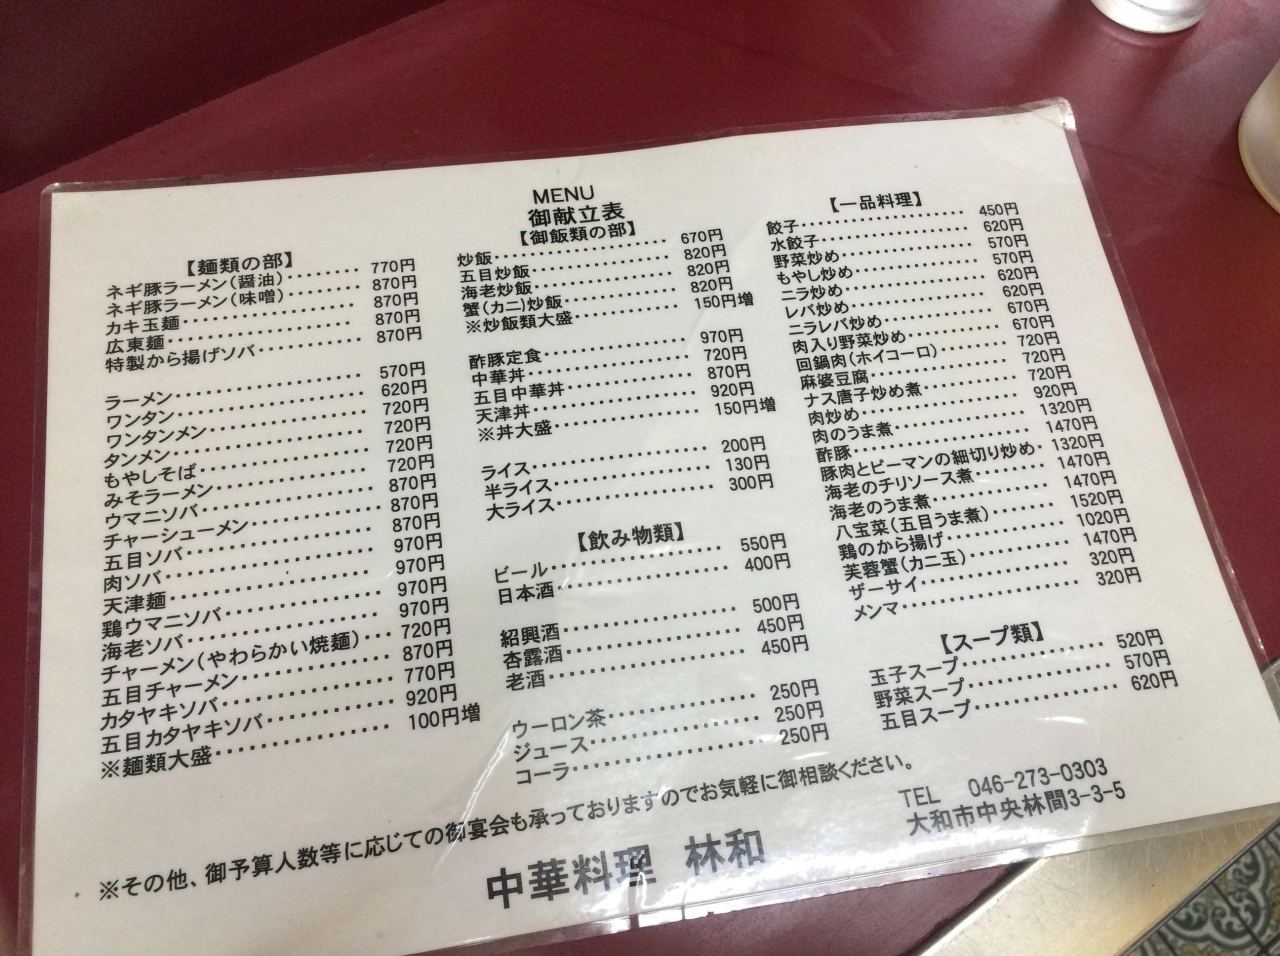 MENU
御献立表
【麺類の部】
ネギ豚ラーメン(醤油)‥‥‥‥ 770円
ネギ豚ラーメン(味噌)‥‥‥‥ 870円
カキ玉麺‥‥‥‥‥‥‥‥ 870円
広東麺‥‥‥‥‥‥‥‥‥ 870円
特製から揚げソバ‥‥‥‥‥ 870円
ラーメン‥‥‥‥‥‥‥‥‥ 570円
ワンタン‥‥‥‥‥‥‥‥‥ 620円
ワンタンメン‥‥‥‥‥‥‥‥ 720円
タンメン‥‥‥‥‥‥‥‥‥ 720円
もやしそば‥‥‥‥‥‥‥‥ 720円
みそラーメン‥‥‥‥‥‥‥ 720円
ウマニソバ‥‥‥‥‥‥‥‥ 870円
チャーシューメン‥‥‥‥‥‥ 870円
五目ソバ‥‥‥‥‥‥‥‥‥ 870円
肉ソバ‥‥‥‥‥‥‥‥‥‥ 970円
天津麺‥‥‥‥‥‥‥‥‥‥ 970円
鶏ウマニソバ‥‥‥‥‥‥‥ 970円
海老ソバ‥‥‥‥‥‥‥‥‥ 970円
チャーメン(やわらかい焼麺)‥‥ 720円
五目チャーメン‥‥‥‥‥‥‥ 870円
カタヤキソバ‥‥‥‥‥‥‥‥ 770円
五目カタヤキソバ‥‥‥‥‥‥ 920円
※麺類大盛‥‥‥‥‥‥‥‥ 100円増
【御飯類の部】
炒飯‥‥‥‥‥‥‥‥‥ 670円
五目炒飯‥‥‥‥‥‥‥ 820円
海老炒飯‥‥‥‥‥‥‥ 820円
蟹(カニ)炒飯‥‥‥‥‥‥ 820円
※炒飯類大盛‥‥‥‥‥ 150円増
酢豚定食‥‥‥‥‥‥‥ 970円
中華丼‥‥‥‥‥‥‥‥ 720円
五目中華丼‥‥‥‥‥‥ 870円
天津丼‥‥‥‥‥‥‥‥ 920円
※丼大盛‥‥‥‥‥‥‥ 150円増
ライス‥‥‥‥‥‥‥‥‥ 200円
半ライス‥‥‥‥‥‥‥‥ 130円
大ライス‥‥‥‥‥‥‥‥ 300円
【飲み物類】
ビール‥‥‥‥‥‥‥‥‥ 550円
日本酒‥‥‥‥‥‥‥‥‥ 400円
紹興酒‥‥‥‥‥‥‥‥‥ 500円
杏露酒‥‥‥‥‥‥‥‥‥ 450円
老酒‥‥‥‥‥‥‥‥‥‥ 450円
ウーロン茶‥‥‥‥‥‥‥ 250円
ジュース‥‥‥‥‥‥‥‥ 250円
コーラ‥‥‥‥‥‥‥‥‥ 250円
【一品料理】
餃子‥‥‥‥‥‥‥‥‥ 450円
水餃子‥‥‥‥‥‥‥‥ 620円
野菜炒め‥‥‥‥‥‥‥ 570円
もやし炒め‥‥‥‥‥‥‥ 570円
ニラ炒め‥‥‥‥‥‥‥‥ 620円
レバ炒め‥‥‥‥‥‥‥‥ 620円
ニラレバ炒め‥‥‥‥‥‥ 670円
肉入り野菜炒め‥‥‥‥‥ 670円
回鍋肉(ホイコーロ)‥‥‥‥ 720円
麻婆豆腐‥‥‥‥‥‥‥‥ 720円
ナス唐子炒め煮‥‥‥‥‥ 720円
肉炒め‥‥‥‥‥‥‥‥‥ 920円
肉のうま煮‥‥‥‥‥‥‥ 1320円
酢豚‥‥‥‥‥‥‥‥‥‥ 1470円
豚肉とピーマンの細切り炒め‥ 1320円
海老のチリソース煮‥‥‥‥ 1470円
海老のうま煮‥‥‥‥‥‥ 1470円
八宝菜(五目うま煮)‥‥‥‥ 1520円
鶏のから揚げ‥‥‥‥‥‥ 1020円
芙蓉蟹(カニ玉)‥‥‥‥‥‥ 1470円
ザーサイ‥‥‥‥‥‥‥‥ 320円
メンマ‥‥‥‥‥‥‥‥‥ 320円
【スープ類】
玉子スープ‥‥‥‥‥‥‥ 520円
野菜スープ‥‥‥‥‥‥‥ 570円
五目スープ‥‥‥‥‥‥‥ 620円
※その他、御予算人数等に応じての御宴会も承っておりますのでお気軽に御相談ください。
中華料理 林和
TEL 046-273-0303
大和市中央林間3-3-5